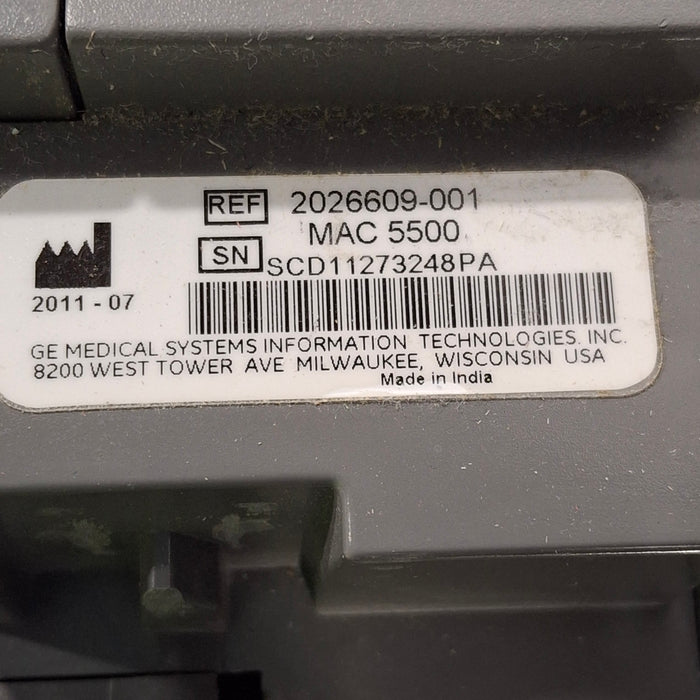 REF 2026609-001
MAC 5500
SN SCD11273248PA
2011 - 07
GE MEDICAL SYSTEMS INFORMATION TECHNOLOGIES. INC.
8200 WEST TOWER AVE MILWAUKEE, WISCONSIN USA
Made in India